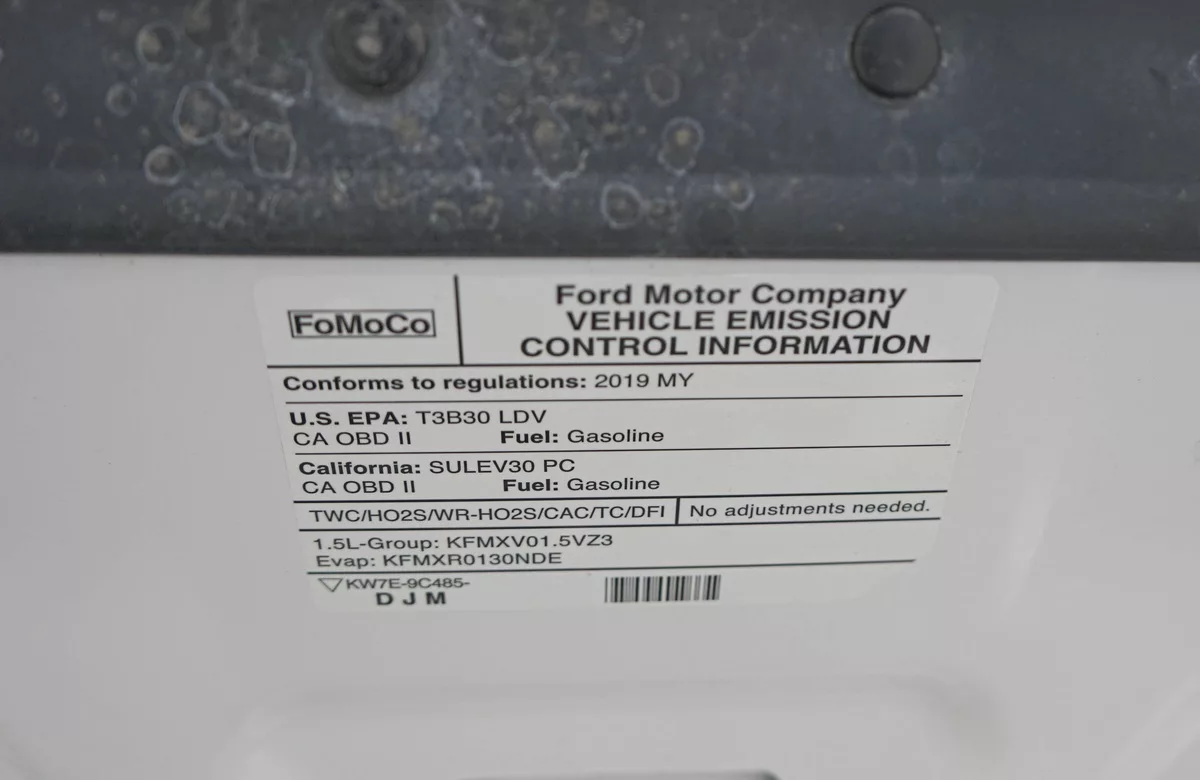 FoMoCo
Ford Motor Company
VEHICLE EMISSION
CONTROL INFORMATION
Conforms to regulations: 2019 MY
U.S. EPA: T3B30 LDV
CA OBD II Fuel: Gasoline
California: SULEV30 PC
CA OBD II Fuel: Gasoline
TWC/HO2S/WR-HO2S/CAC/TC/DFI No adjustments needed.
1.5L-Group: KFMXV01.5VZ3
Evap: KFMXR0130NDE
KW7E-9C485-
D J M